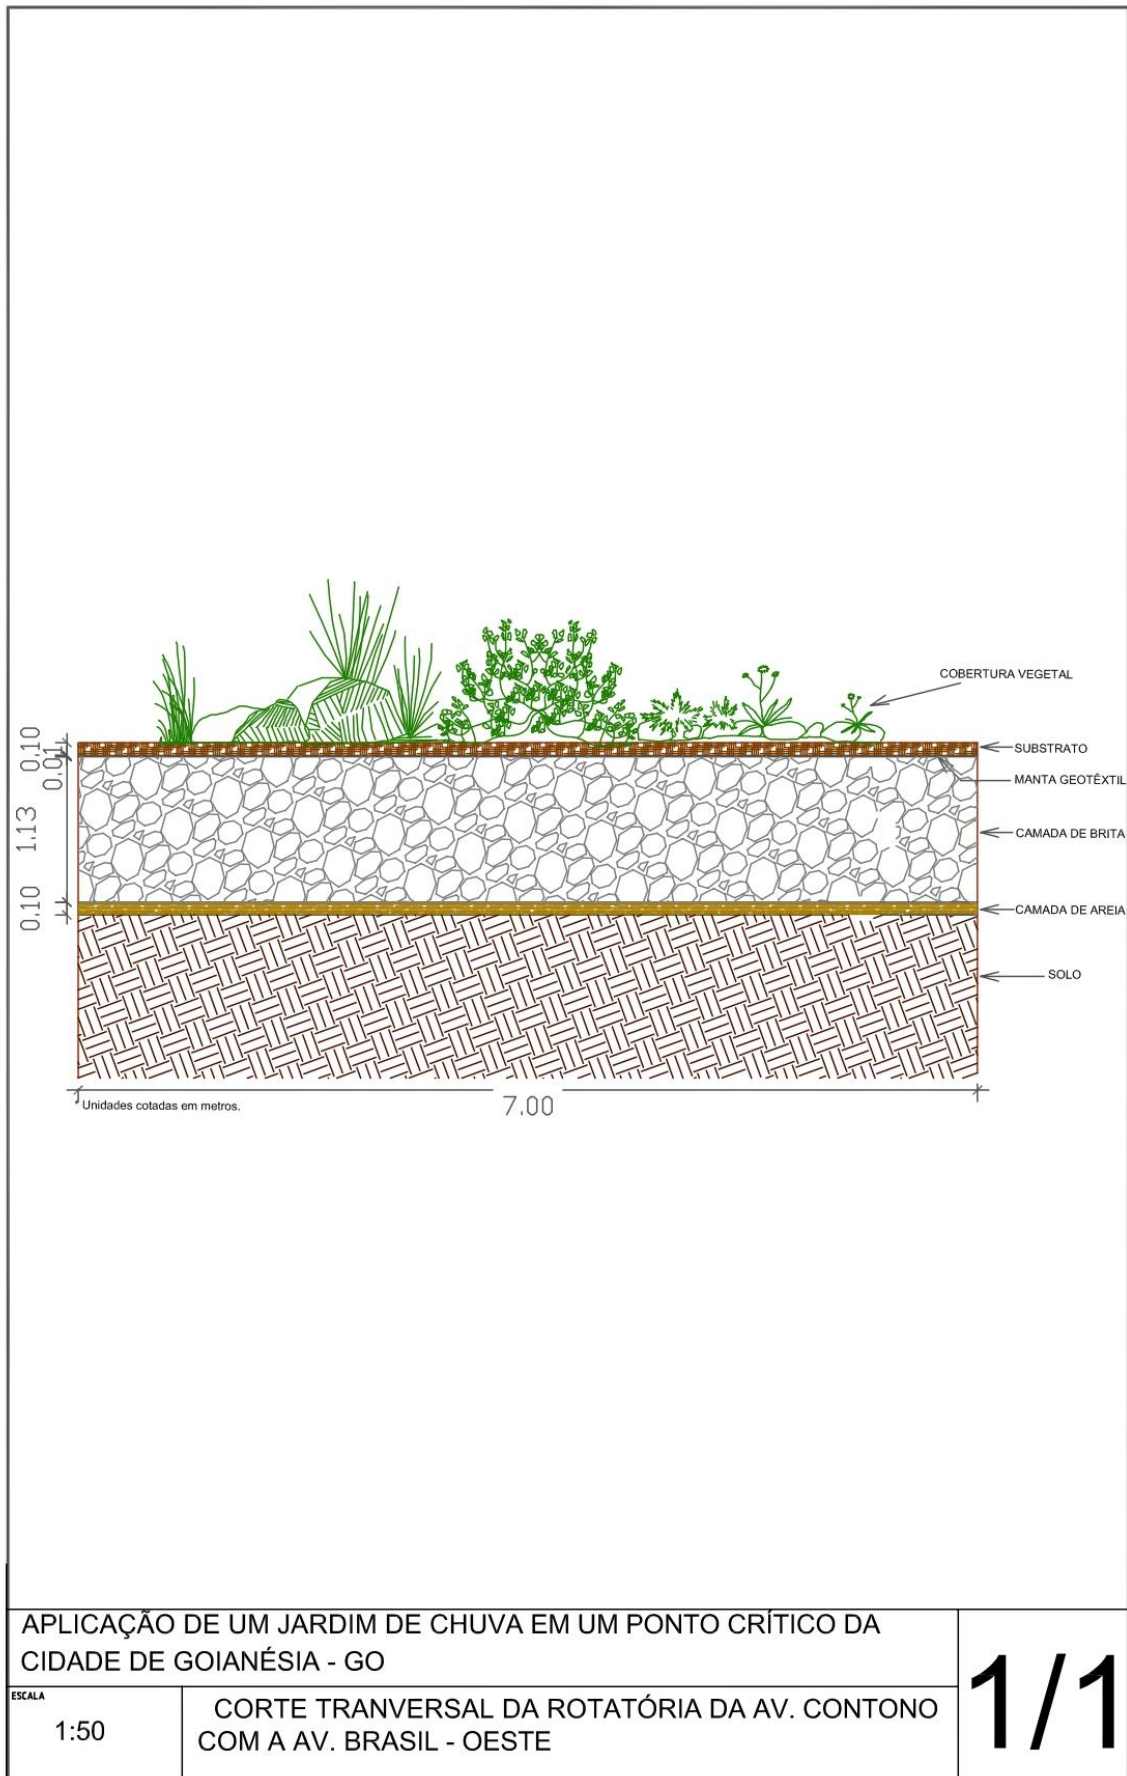 COBERTURA VEGETAL
SUBSTRATO
MANTA GEOTÊXTIL
CAMADA DE BRITA
CAMADA DE AREIA
SOLO
0.10
0.01
1.13
0.10
7.00
* Unidades cotadas em metros.
APLICAÇÃO DE UM JARDIM DE CHUVA EM UM PONTO CRÍTICO DA
CIDADE DE GOIANÉSIA - GO
1/1
ESCALA
1:50
CORTE TRANVERSAL DA ROTATÓRIA DA AV. CONTONO
COM A AV. BRASIL - OESTE